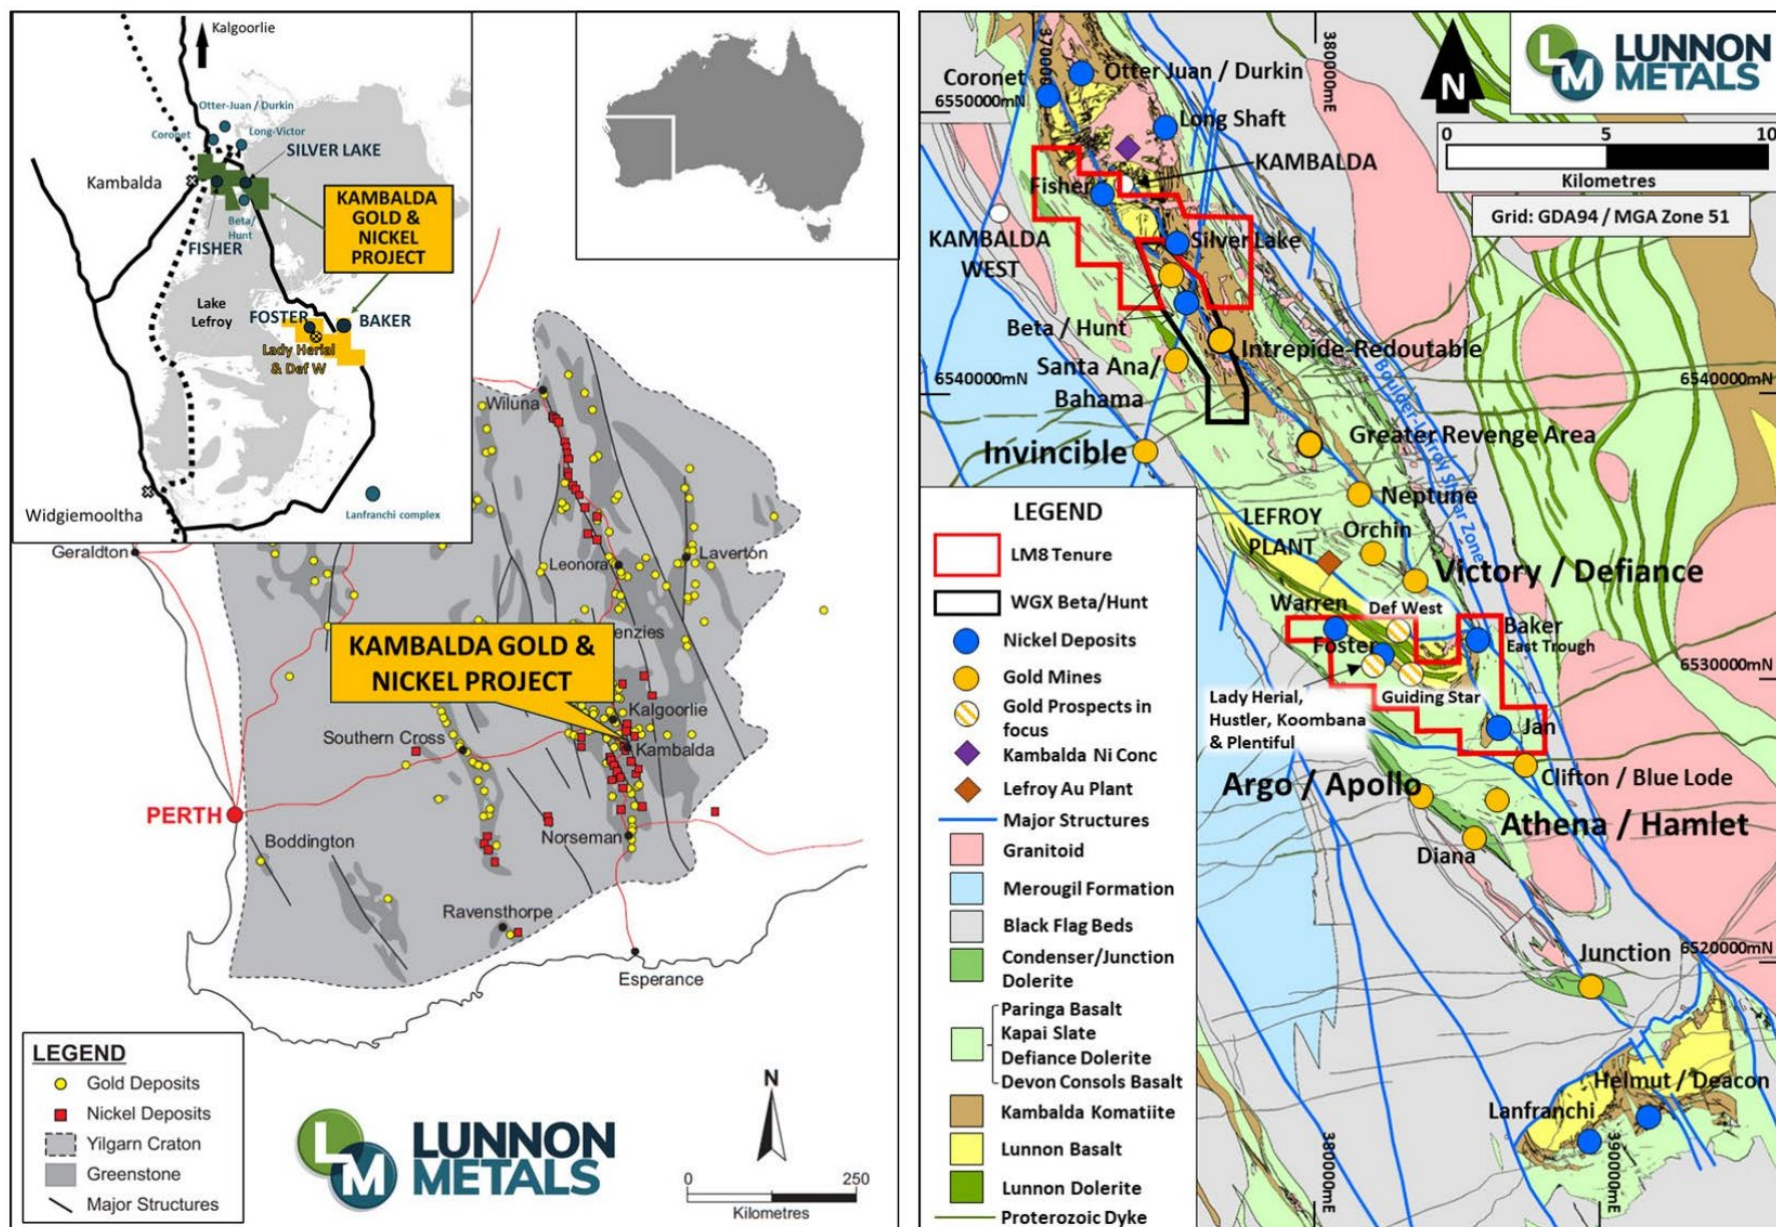 Kalgoorlie
Otter-Juan / Durkin
Coronet
Long-Victor
SILVER LAKE
Kambalda
Beta/
Hunt
FISHER
KAMBALDA
GOLD &
NICKEL
PROJECT
Lake
Lefroy
FOSTER
BAKER
Lady Herial
& Def W
Widgiemooltha
Lanfranchi complex
Wiluna
Geraldton
Leonora
Laverton
enzies
KAMBALDA GOLD &
NICKEL PROJECT
Kalgoorlie
Kambalda
Southern Cross
PERTH
Norseman
Boddington
Ravensthorpe
Esperance
LEGEND
Gold Deposits
Nickel Deposits
Yilgarn Craton
Greenstone
Major Structures
LM
LUNNON
METALS
N
0 250
Kilometres
370000mE
380000mE
Coronet
Otter Juan / Durkin
6550000mN
Long Shaft
N
LM
LUNNON
METALS
0 5 10
Kilometres
Grid: GDA94 / MGA Zone 51
KAMBALDA
Fisher
KAMBALDA
WEST
Silver Lake
Beta / Hunt
Intrepide-Redoutable
Santa Ana/
Bahama
6540000mN
6540000mN
Boulder-Lefroy Shear Zone
Greater Revenge Area
Invincible
Neptune
Orchin
LEFROY
PLANT
Victory / Defiance
Warren
Def West
Baker
East Trough
Foster
6530000mN
Guiding Star
Lady Herial,
Hustler, Koombana
& Plentiful
Jan
Clifton / Blue Lode
Argo / Apollo
Athena / Hamlet
Diana
6520000mN
Junction
Helmut / Deacon
Lanfranchi
380000mE
390000mE
LEGEND
LM8 Tenure
WGX Beta/Hunt
Nickel Deposits
Gold Mines
Gold Prospects in
focus
Kambalda Ni Conc
Lefroy Au Plant
Major Structures
Granitoid
Merougil Formation
Black Flag Beds
Condenser/Junction
Dolerite
Paringa Basalt
Kapai Slate
Defiance Dolerite
Devon Consols Basalt
Kambalda Komatiite
Lunnon Basalt
Lunnon Dolerite
Proterozoic Dyke